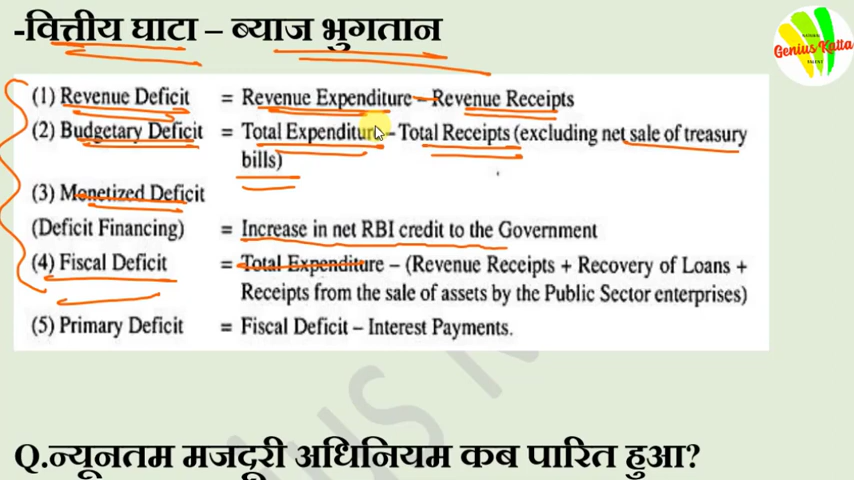 -वित्तीय घाटा – ब्याज भुगतान
NATURAL
Genius Katta
TALENT
(1) Revenue Deficit = Revenue Expenditure – Revenue Receipts
(2) Budgetary Deficit = Total Expenditure – Total Receipts (excluding net sale of treasury
bills)
(3) Monetized Deficit
(Deficit Financing) = Increase in net RBI credit to the Government
(4) Fiscal Deficit = Total Expenditure – (Revenue Receipts + Recovery of Loans +
Receipts from the sale of assets by the Public Sector enterprises)
(5) Primary Deficit = Fiscal Deficit – Interest Payments.
Q.न्यूनतम मजदूरी अधिनियम कब पारित हुआ?